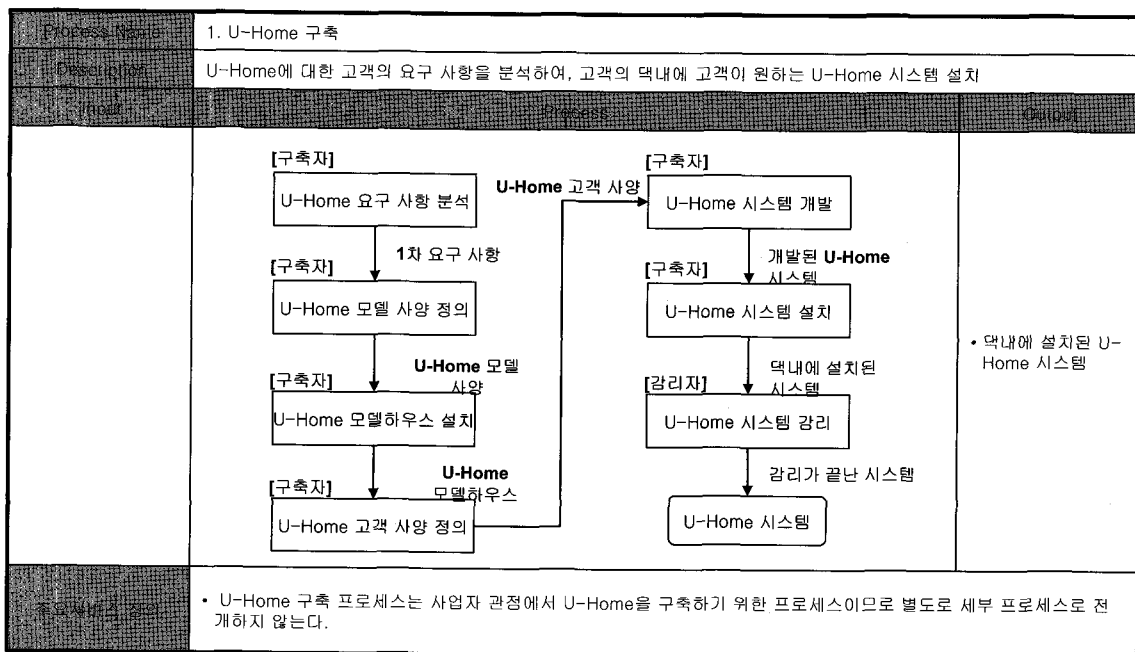 Process Name
1. U-Home 구축
Description
U-Home에 대한 고객의 요구 사항을 분석하여, 고객의 댁내에 고객이 원하는 U-Home 시스템 설치
Input
Process
Output
[구축자]
U-Home 요구 사항 분석
1차 요구 사항
[구축자]
U-Home 모델 사양 정의
U-Home 모델
사양
[구축자]
U-Home 모델하우스 설치
U-Home
모델하우스
[구축자]
U-Home 고객 사양 정의
U-Home 고객 사양
[구축자]
U-Home 시스템 개발
개발된 U-Home
시스템
[구축자]
U-Home 시스템 설치
댁내에 설치된
시스템
[감리자]
U-Home 시스템 감리
감리가 끝난 시스템
U-Home 시스템
• 댁내에 설치된 U-
Home 시스템
• U-Home 구축 프로세스는 사업자 관점에서 U-Home을 구축하기 위한 프로세스이므로 별도로 세부 프로세스로 전
개하지 않는다.